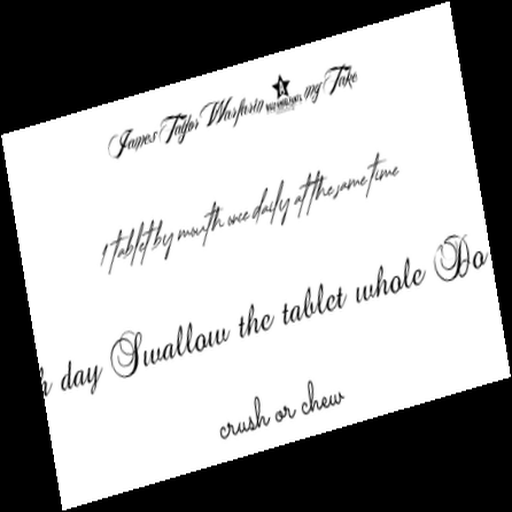 James Taylor Warfarin mg Take
1 tablet by mouth once daily at the same time
day Swallow the tablet whole Do
crush or chew